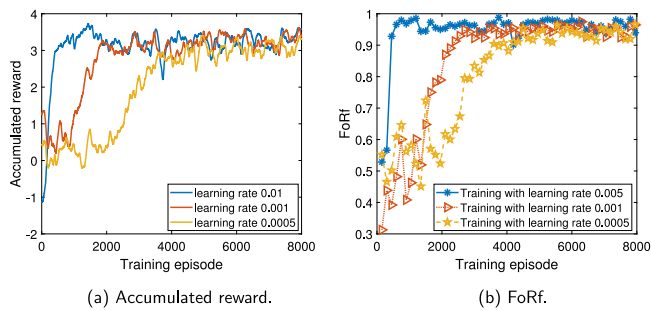 4
3
2
1
0
-1
-2
Accumulated reward
0 2000 4000 6000 8000
Training episode
learning rate 0.01
learning rate 0.001
learning rate 0.0005
(a) Accumulated reward.
1
0.9
0.8
0.7
0.6
0.5
0.4
0.3
FoRf
0 2000 4000 6000 8000
Training episode
Training with learning rate 0.005
Training with learning rate 0.001
Training with learning rate 0.0005
(b) FoRf.